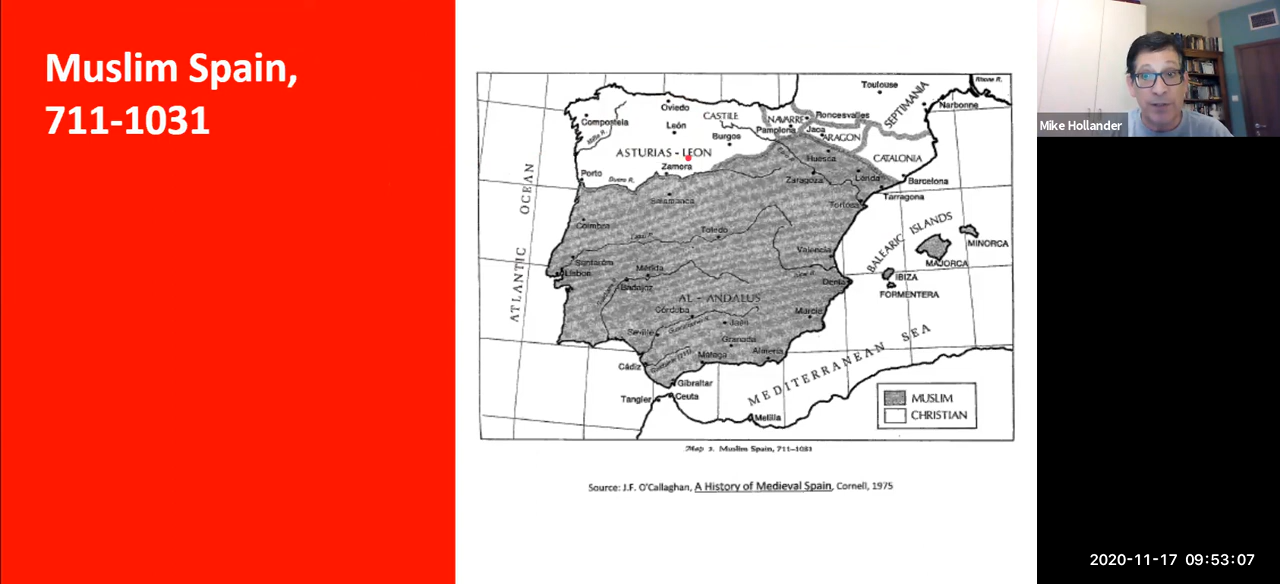 Muslim Spain,
711-1031
Toulouse
Rhone R.
SEPTIMANIA
Narbonne
Oviedo
CASTILE
NAVARRE
Roncesvalles
Compostela
León
Pamplona
Jaca
Miño R.
Burgos
ARAGON
ASTURIAS - LEON
Huesca
CATALONIA
Zamora
Porto
Duero R.
Zaragoza
Lerida
Barcelona
Salamanca
Tortosa
Tarragona
ATLANTIC OCEAN
Coimbra
Toledo
BALEARIC ISLANDS
MINORCA
Valencia
MAJORCA
Santarém
Lisbon
Mérida
IBIZA
Badajoz
Denia
FORMENTERA
AL - ANDALUS
Córdoba
Murcia
Seville
Jaén
Granada
Málaga
Almería
MEDITERRANEAN SEA
Cádiz
Gibraltar
Tangier
Ceuta
MUSLIM
CHRISTIAN
Melilla
Map 3. Muslim Spain, 711–1031
Source: J.F. O'Callaghan, A History of Medieval Spain, Cornell, 1975
Mike Hollander
2020-11-17 09:53:07